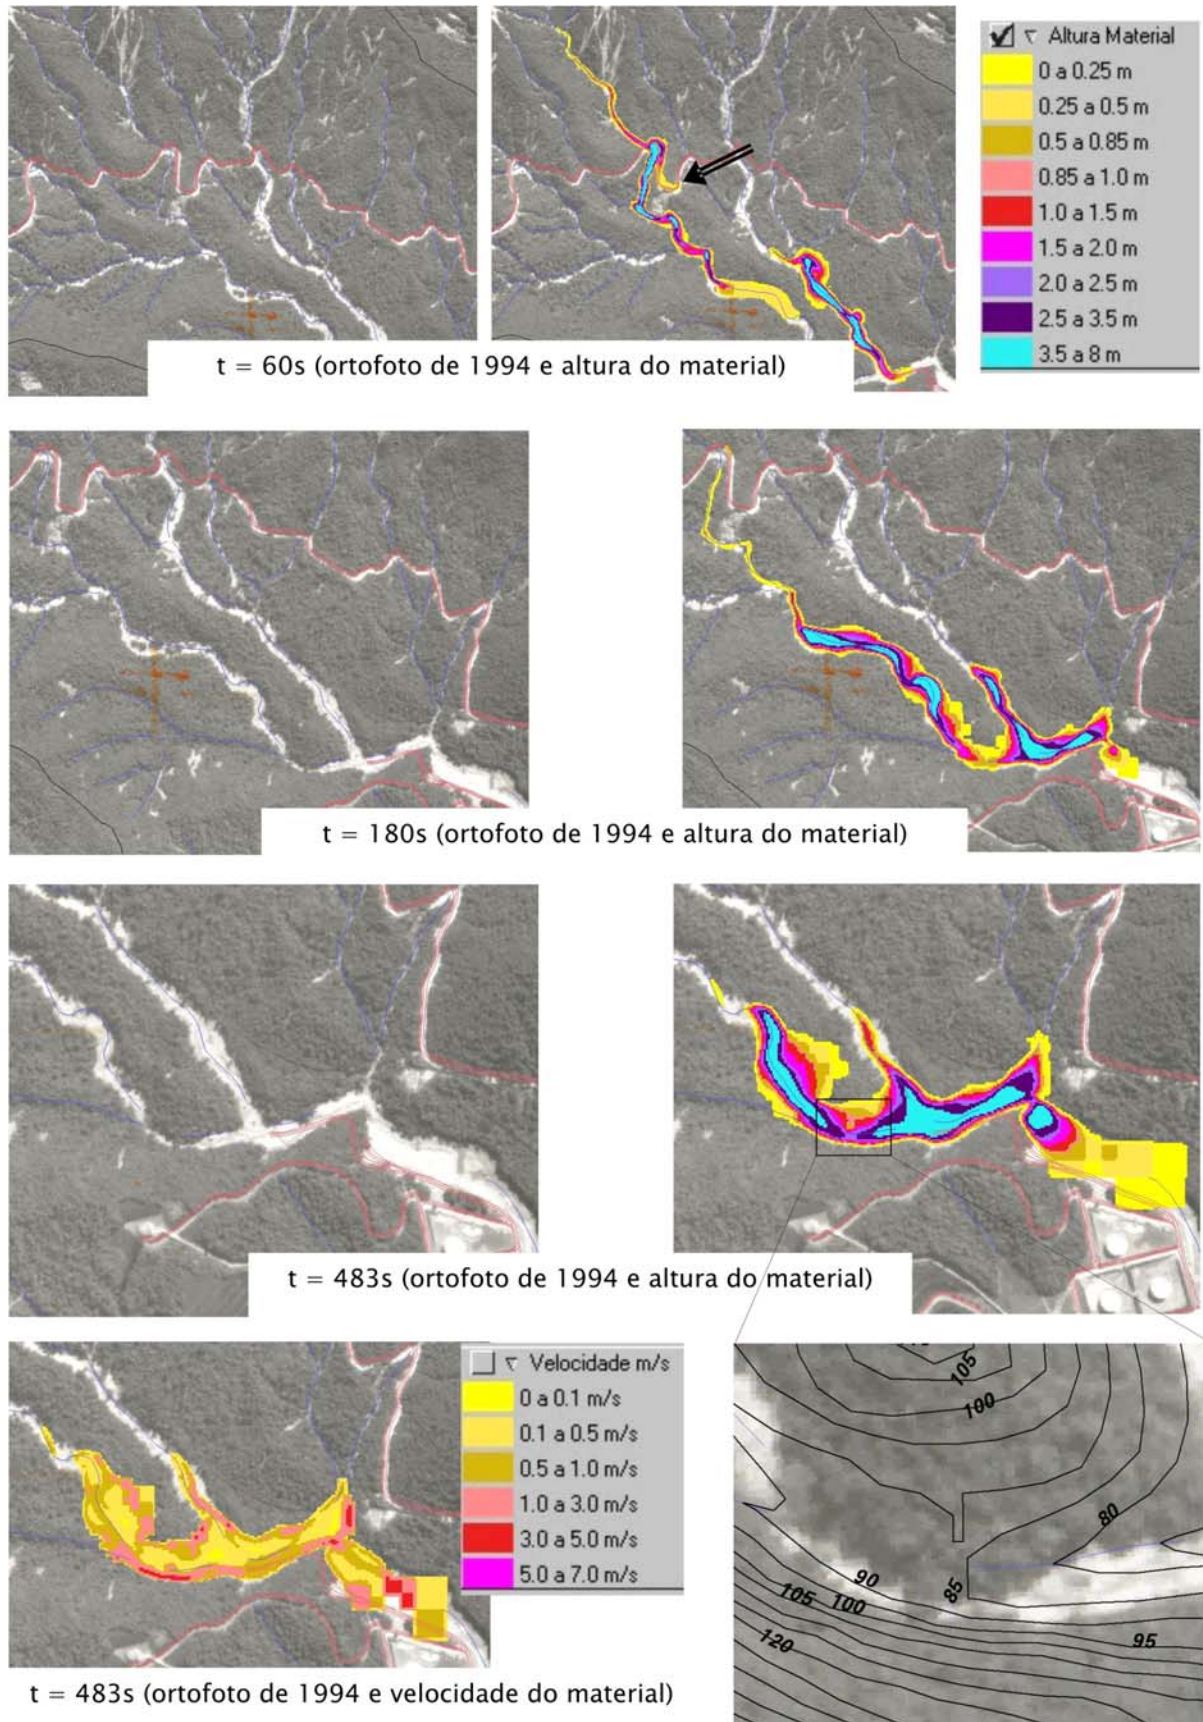 Altura Material
0 a 0.25 m
0.25 a 0.5 m
0.5 a 0.85 m
0.85 a 1.0 m
1.0 a 1.5 m
1.5 a 2.0 m
2.0 a 2.5 m
2.5 a 3.5 m
3.5 a 8 m
t = 60s (ortofoto de 1994 e altura do material)
t = 180s (ortofoto de 1994 e altura do material)
t = 483s (ortofoto de 1994 e altura do material)
Velocidade m/s
0 a 0.1 m/s
0.1 a 0.5 m/s
0.5 a 1.0 m/s
1.0 a 3.0 m/s
3.0 a 5.0 m/s
5.0 a 7.0 m/s
t = 483s (ortofoto de 1994 e velocidade do material)
105
100
80
90
85
105 100
95
120